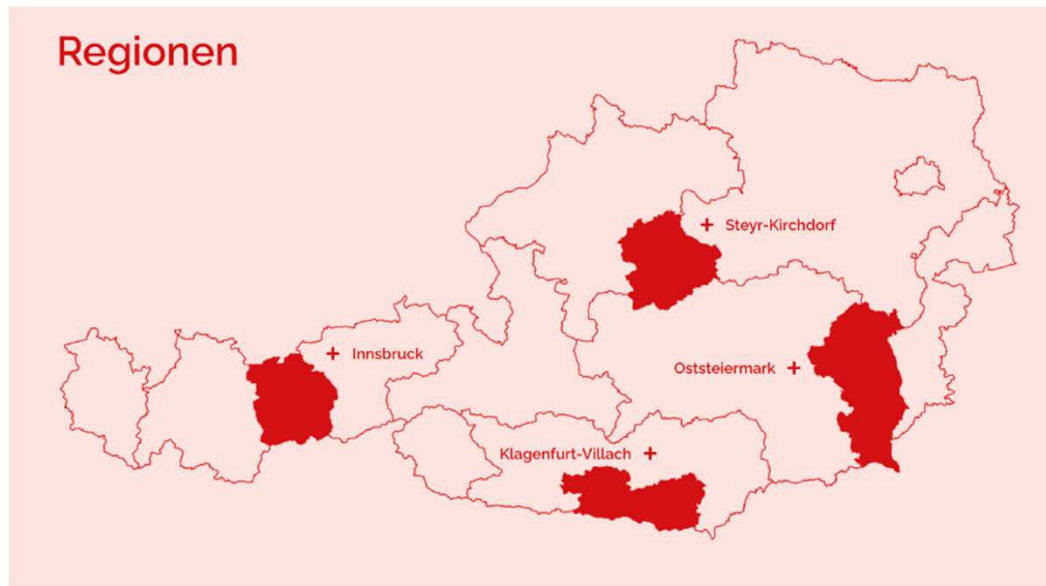 Regionen
+ Steyr-Kirchdorf
+ Innsbruck
Oststeiermark +
Klagenfurt-Villach +